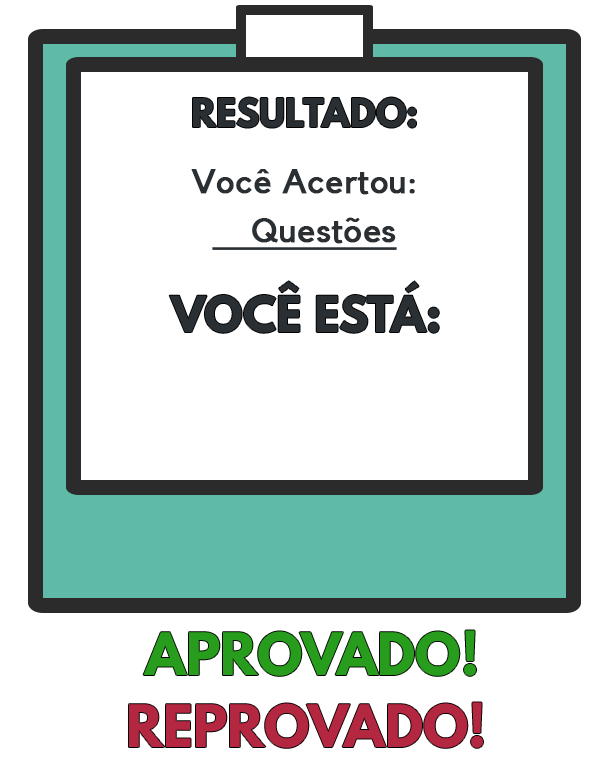 RESULTADO:
Você Acertou:
Questões
VOCÊ ESTÁ:
APROVADO!
REPROVADO!